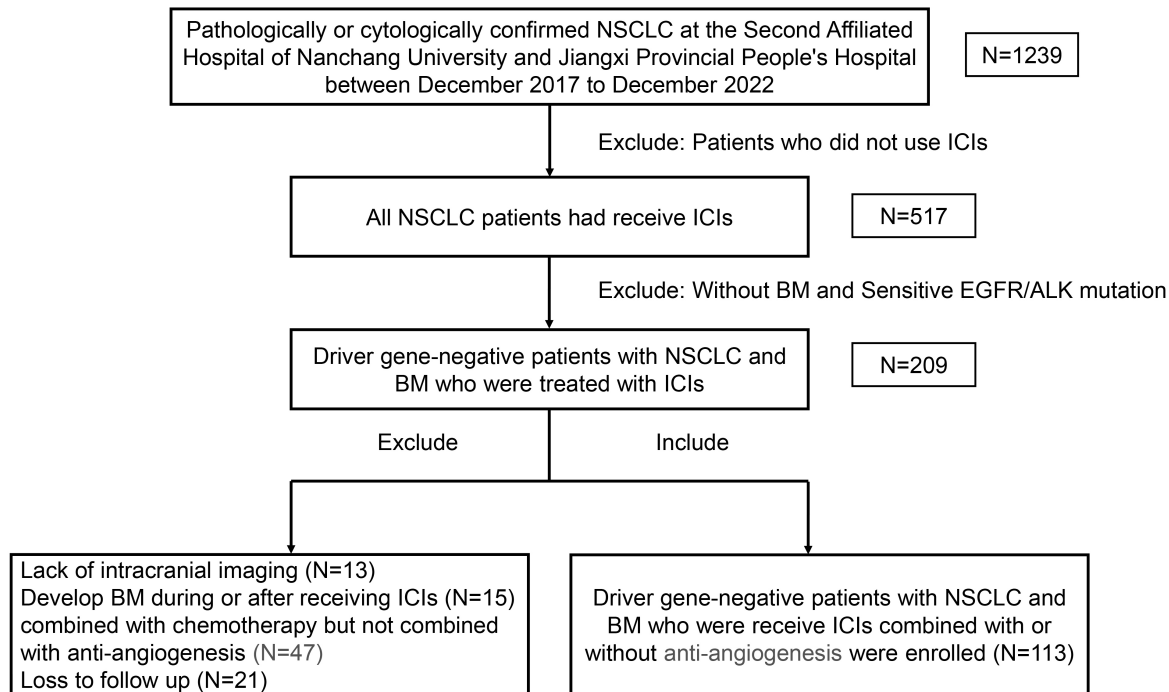 Pathologically or cytologically confirmed NSCLC at the Second Affiliated
Hospital of Nanchang University and Jiangxi Provincial People's Hospital
between December 2017 to December 2022
N=1239
Exclude: Patients who did not use ICIs
All NSCLC patients had receive ICIs
N=517
Exclude: Without BM and Sensitive EGFR/ALK mutation
Driver gene-negative patients with NSCLC and
BM who were treated with ICIs
N=209
Exclude
Include
Lack of intracranial imaging (N=13)
Develop BM during or after receiving ICIs (N=15)
combined with chemotherapy but not combined
with anti-angiogenesis (N=47)
Loss to follow up (N=21)
Driver gene-negative patients with NSCLC and
BM who were receive ICIs combined with or
without anti-angiogenesis were enrolled (N=113)